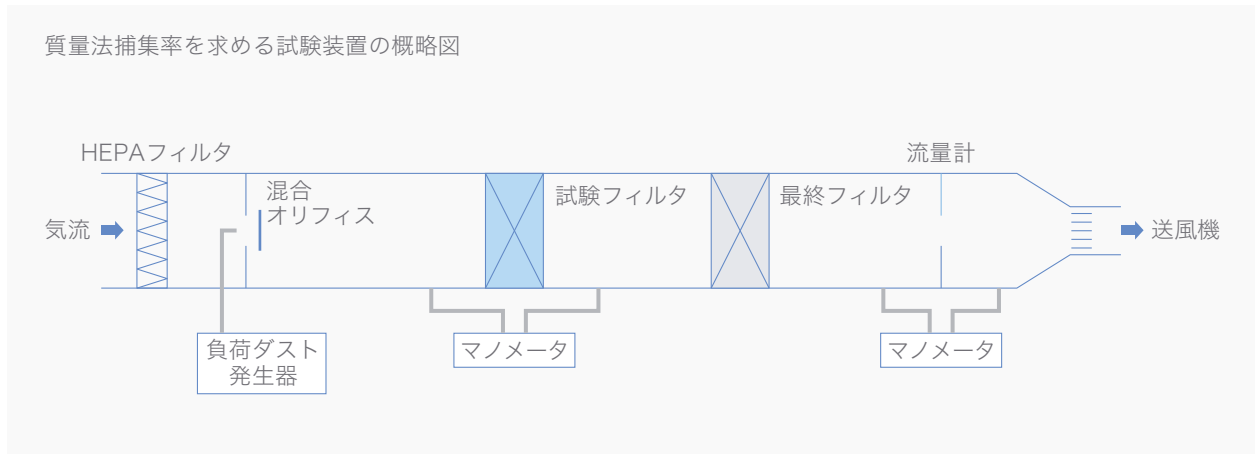 質量法捕集率を求める試験装置の概略図
HEPAフィルタ
流量計
混合
オリフィス
試験フィルタ
最終フィルタ
気流
送風機
負荷ダスト
発生器
マノメータ
マノメータ